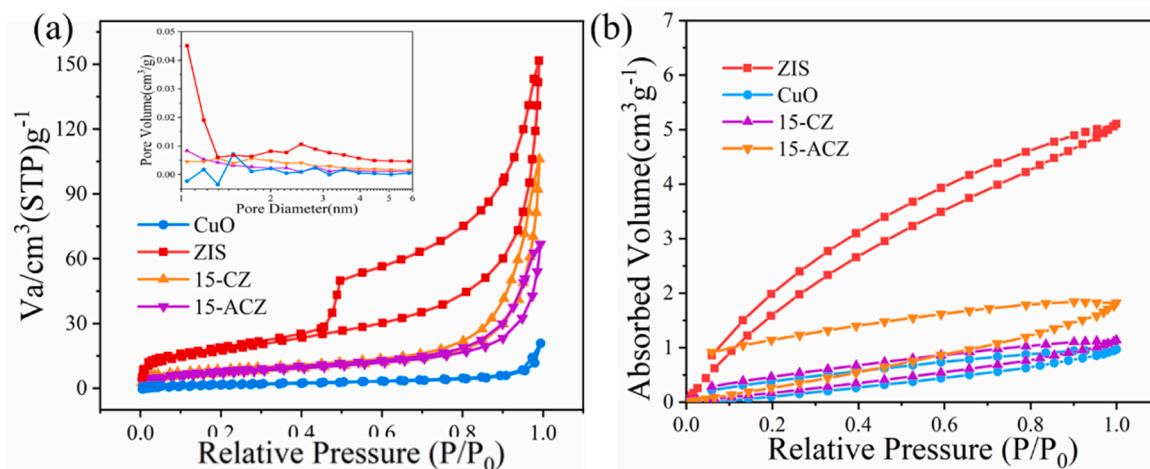 (a)
Va/cm³(STP)g⁻¹
150
120
90
60
30
0
0.0 0.2 0.4 0.6 0.8 1.0
Relative Pressure (P/P₀)
Pore Volume(cm³/g)
0.05
0.04
0.03
0.02
0.01
0.00
1 2 3 4 5 6
Pore Diameter(nm)
CuO
ZIS
15-CZ
15-ACZ
(b)
Absorbed Volume(cm³g⁻¹)
7
6
5
4
3
2
1
0
0.0 0.2 0.4 0.6 0.8 1.0
Relative Pressure (P/P₀)
ZIS
CuO
15-CZ
15-ACZ